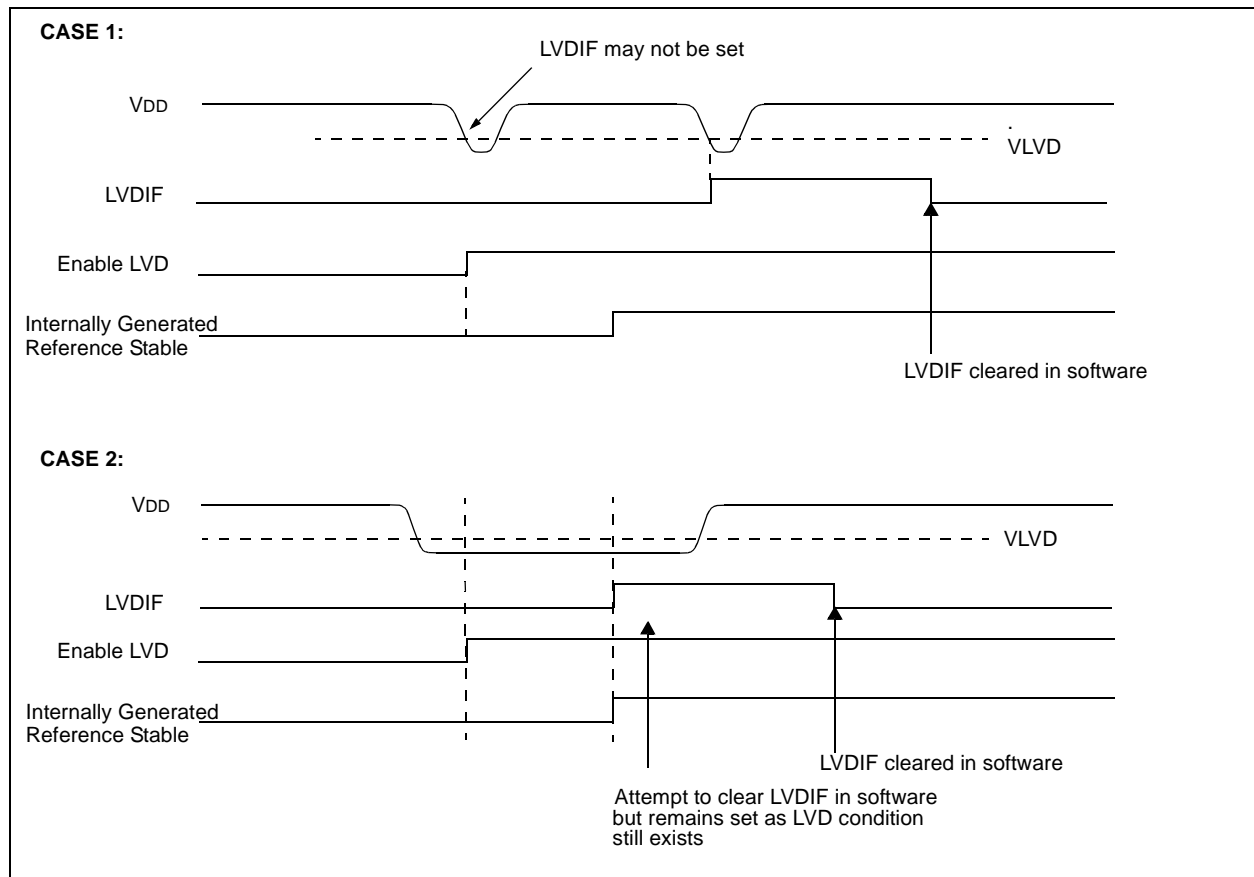 CASE 1:
LVDIF may not be set
VDD
.
VLVD
LVDIF
Enable LVD
Internally Generated
Reference Stable
LVDIF cleared in software
CASE 2:
VDD
VLVD
LVDIF
Enable LVD
Internally Generated
Reference Stable
LVDIF cleared in software
Attempt to clear LVDIF in software
but remains set as LVD condition
still exists